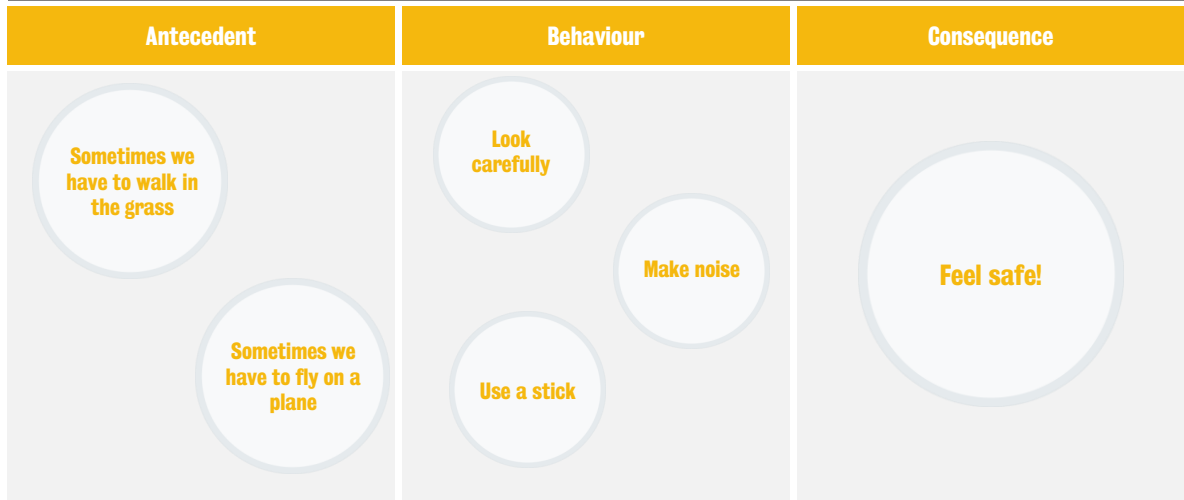 Antecedent
Behaviour
Consequence
Sometimes we
have to walk in
the grass
Sometimes we
have to fly on a
plane
Look
carefully
Make noise
Use a stick
Feel safe!